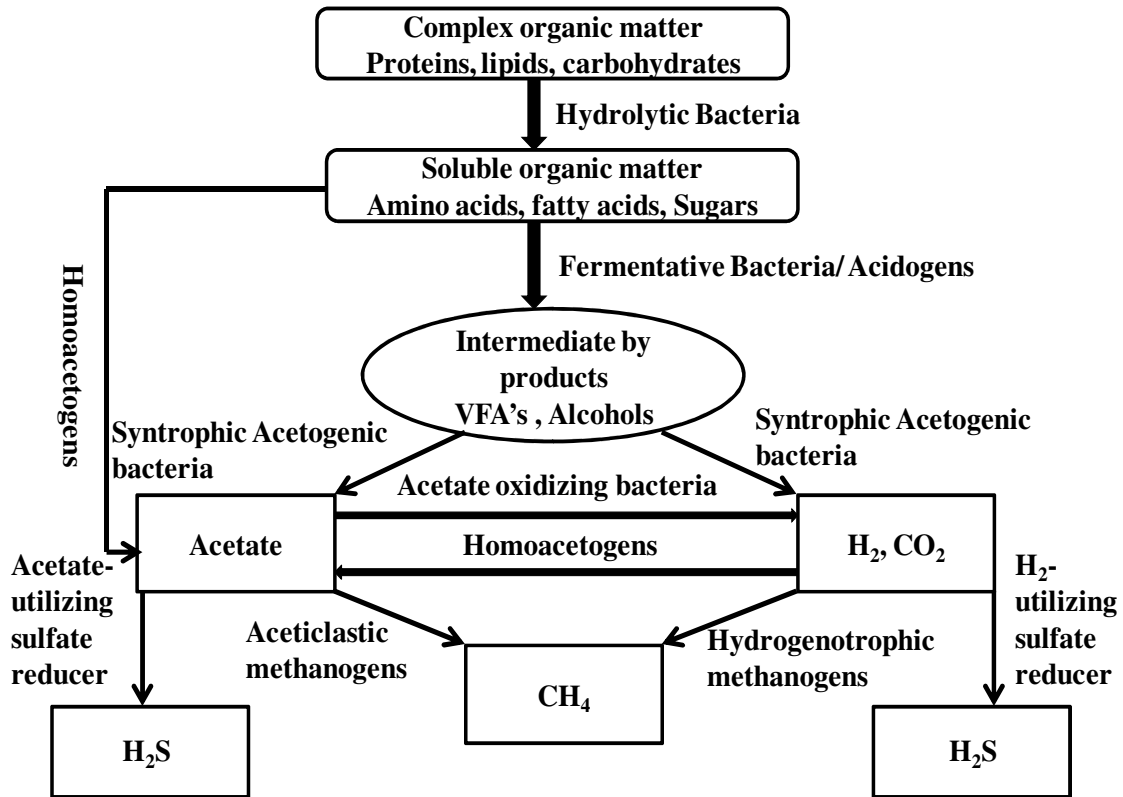 Complex organic matter
Proteins, lipids, carbohydrates
Hydrolytic Bacteria
Soluble organic matter
Amino acids, fatty acids, Sugars
Fermentative Bacteria/ Acidogens
Homoacetogens
Intermediate by
products
VFA's , Alcohols
Syntrophic Acetogenic
bacteria
Syntrophic Acetogenic
bacteria
Acetate oxidizing bacteria
Acetate
Homoacetogens
H₂, CO₂
Acetate-
utilizing
sulfate
reducer
Aceticlastic
methanogens
Hydrogenotrophic
methanogens
H₂-
utilizing
sulfate
reducer
CH₄
H₂S
H₂S